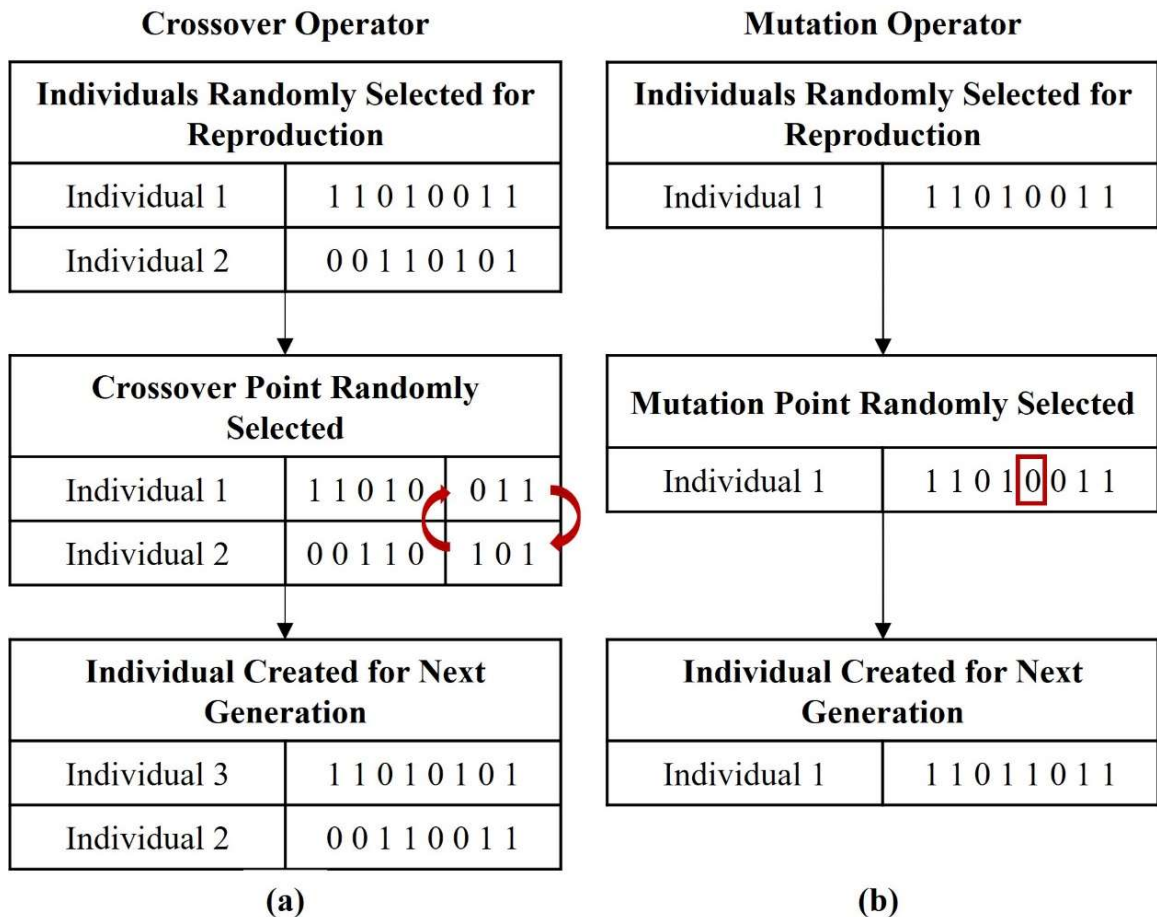 Crossover Operator
Individuals Randomly Selected for
Reproduction
Individual 1 1 1 0 1 0 0 1 1
Individual 2 0 0 1 1 0 1 0 1
Crossover Point Randomly
Selected
Individual 1 1 1 0 1 0 0 1 1
Individual 2 0 0 1 1 0 1 0 1
Individual Created for Next
Generation
Individual 3 1 1 0 1 0 1 0 1
Individual 2 0 0 1 1 0 0 1 1
(a)
Mutation Operator
Individuals Randomly Selected for
Reproduction
Individual 1 1 1 0 1 0 0 1 1
Mutation Point Randomly Selected
Individual 1 1 1 0 1 0 0 1 1
Individual Created for Next
Generation
Individual 1 1 1 0 1 1 0 1 1
(b)